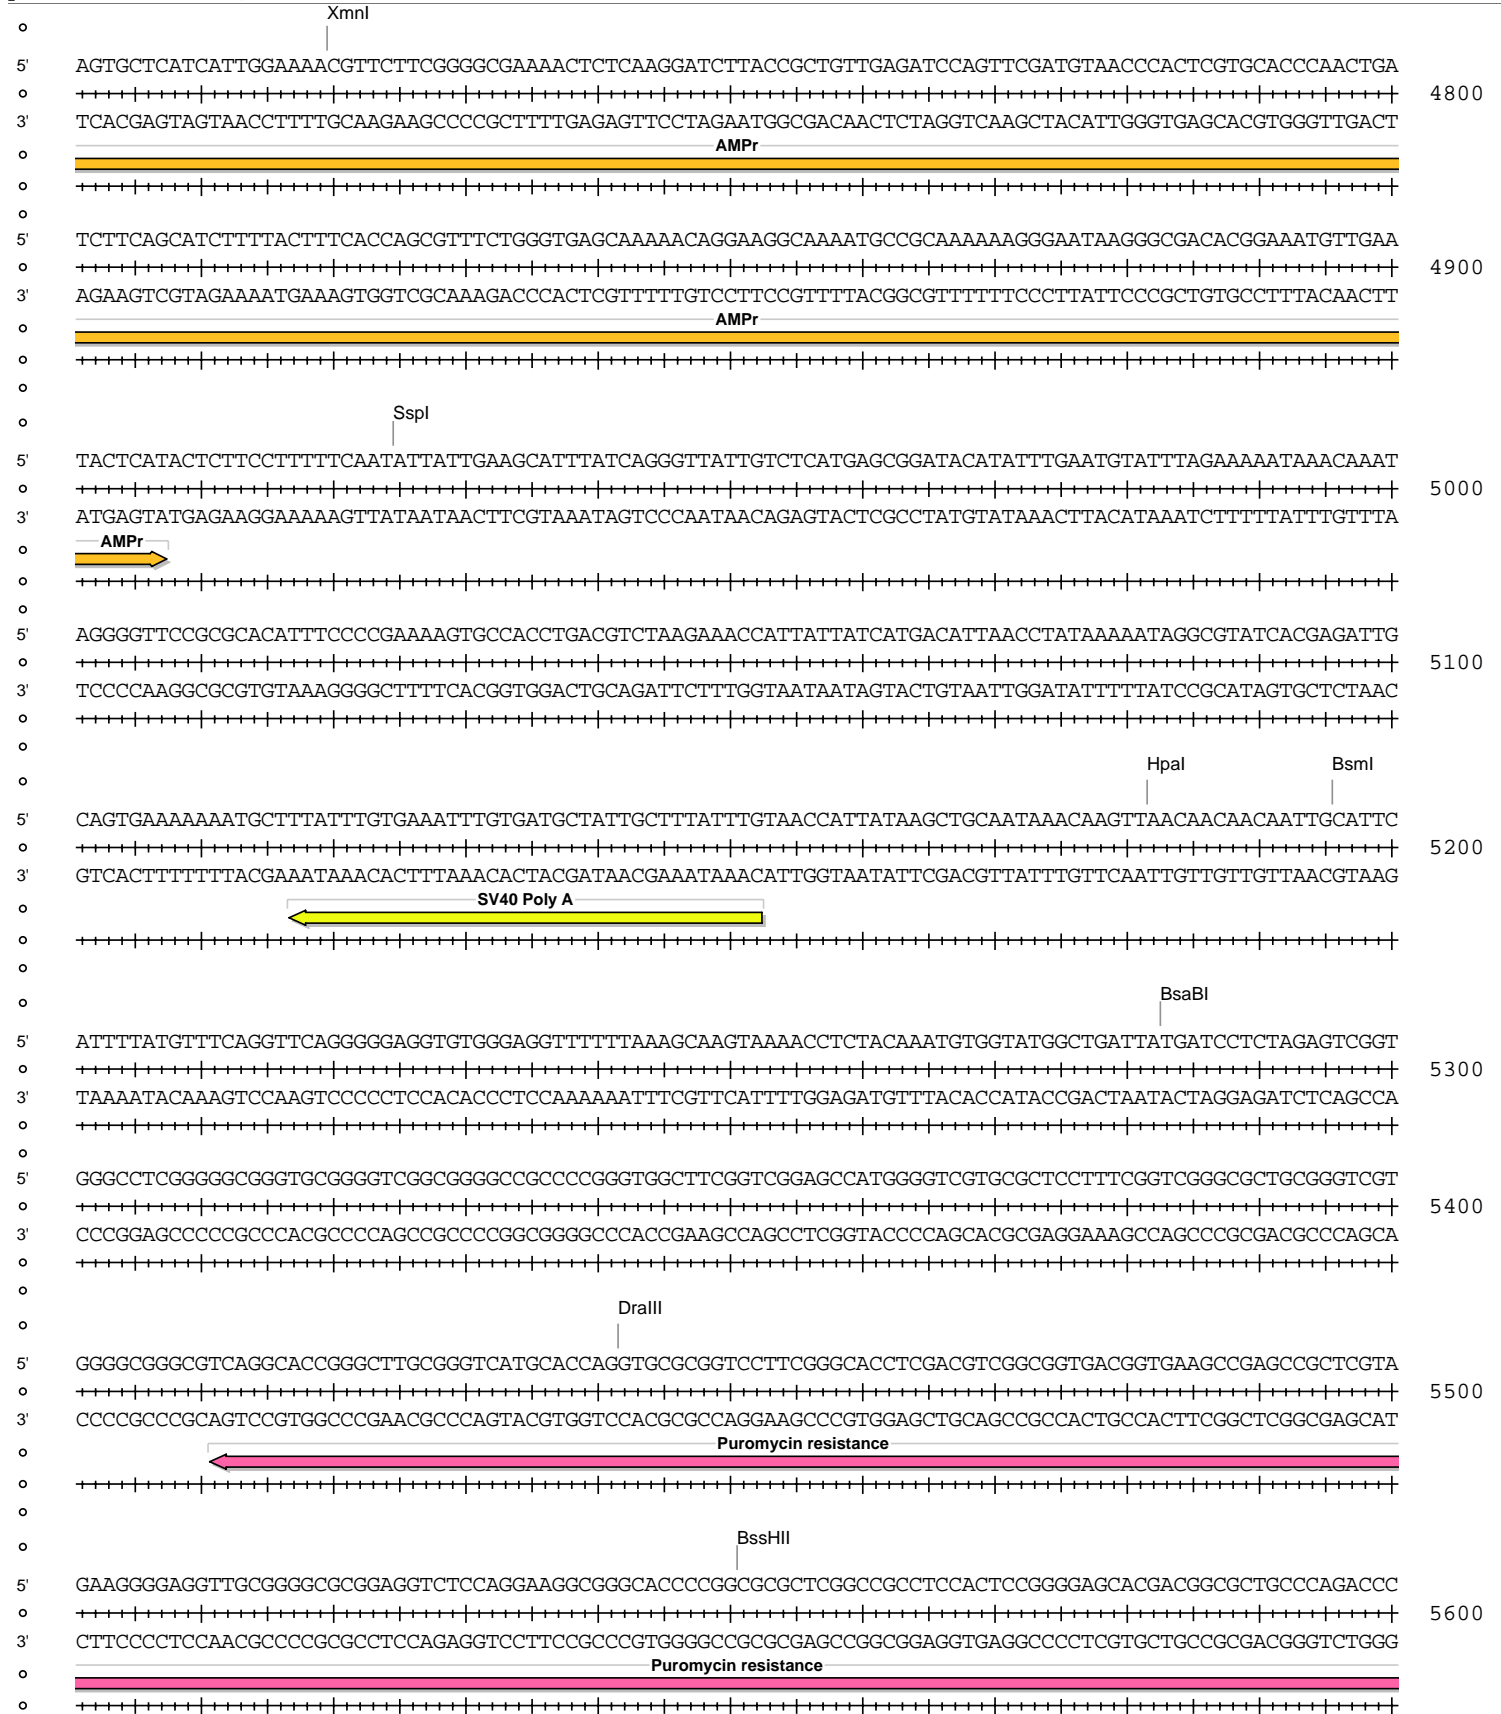 XmnI
5' AGTGCTCATCATTGGAAAACGTTCTTCGGGGCGAAAACTCTCAAGGATCTTACCGCTGTTGAGATCCAGTTCGATGTAACCCACTCGTGCACCCAACTGA
4800
3' TCACGAGTAGTAACCTTTTGCAAGAAGCCCCGCTTTTGAGAGTTCCTAGAATGGCGACAACTCTAGGTCAAGCTACATTGGGTGAGCACGTGGGTTGACT
AMPr
5' TCTTCAGCATCTTTTACTTTCACCAGCGTTTCTGGGTGAGCAAAAACAGGAAGGCAAAATGCCGCAAAAAAGGGAATAAGGGCGACACGGAAATGTTGAA
4900
3' AGAAGTCGTAGAAAATGAAAGTGGTCGCAAAGACCCACTCGTTTTTGTCCTTCCGTTTTACGGCGTTTTTTCCCTTATTCCCGCTGTGCCTTTACAACTT
AMPr
SspI
5' TACTCATACTCTTCCTTTTTCAATATTATTGAAGCATTTATCAGGGTTATTGTCTCATGAGCGGATACATATTTGAATGTATTTAGAAAAATAAACAAAT
5000
3' ATGAGTATGAGAAGGAAAAAGTTATAATAACTTCGTAAATAGTCCCAATAACAGAGTACTCGCCTATGTATAAACTTACATAAATCTTTTTATTTGTTTA
AMPr
5' AGGGGTTCCGCGCACATTTCCCCGAAAAGTGCCACCTGACGTCTAAGAAACCATTATTATCATGACATTAACCTATAAAAATAGGCGTATCACGAGATTG
5100
3' TCCCCAAGGCGCGTGTAAAGGGGCTTTTCACGGTGGACTGCAGATTCTTTGGTAATAATAGTACTGTAATTGGATATTTTTATCCGCATAGTGCTCTAAC
HpaI BsmI
5' CAGTGAAAAAAATGCTTTATTTGTGAAATTTGTGATGCTATTGCTTTATTTGTAACCATTATAAGCTGCAATAAACAAGTTAACAACAACAATTGCATTC
5200
3' GTCACTTTTTTTACGAAATAAACACTTTAAACACTACGATAACGAAATAAACATTGGTAATATTCGACGTTATTTGTTCAATTGTTGTTGTTAACGTAAG
SV40 Poly A
BsaBI
5' ATTTTATGTTTCAGGTTCAGGGGGAGGTGTGGGAGGTTTTTTAAAGCAAGTAAAACCTCTACAAATGTGGTATGGCTGATTATGATCCTCTAGAGTCGGT
5300
3' TAAAATACAAAGTCCAAGTCCCCCTCCACACCCTCCAAAAAATTTCGTTCATTTTGGAGATGTTTACACCATACCGACTAATACTAGGAGATCTCAGCCA
5' GGGCCTCGGGGGCGGGTGCGGGGTCGGCGGGGCCGCCCCGGGTGGCTTCGGTCGGAGCCATGGGGTCGTGCGCTCCTTTCGGTCGGGCGCTGCGGGTCGT
5400
3' CCCGGAGCCCCCGCCCACGCCCCAGCCGCCCCGGCGGGGCCCACCGAAGCCAGCCTCGGTACCCCAGCACGCGAGGAAAGCCAGCCCGCGACGCCCAGCA
DraIII
5' GGGGCGGGCGTCAGGCACCGGGCTTGCGGGTCATGCACCAGGTGCGCGGTCCTTCGGGCACCTCGACGTCGGCGGTGACGGTGAAGCCGAGCCGCTCGTA
5500
3' CCCCGCCCGCAGTCCGTGGCCCGAACGCCCAGTACGTGGTCCACGCGCCAGGAAGCCCGTGGAGCTGCAGCCGCCACTGCCACTTCGGCTCGGCGAGCAT
Puromycin resistance
BssHII
5' GAAGGGGAGGTTGCGGGGCGCGGAGGTCTCCAGGAAGGCGGGCACCCCGGCGCGCTCGGCCGCCTCCACTCCGGGGAGCACGACGGCGCTGCCCAGACCC
5600
3' CTTCCCCTCCAACGCCCCGCGCCTCCAGAGGTCCTTCCGCCCGTGGGGCCGCGCGAGCCGGCGGAGGTGAGGCCCCTCGTGCTGCCGCGACGGGTCTGGG
Puromycin resistance